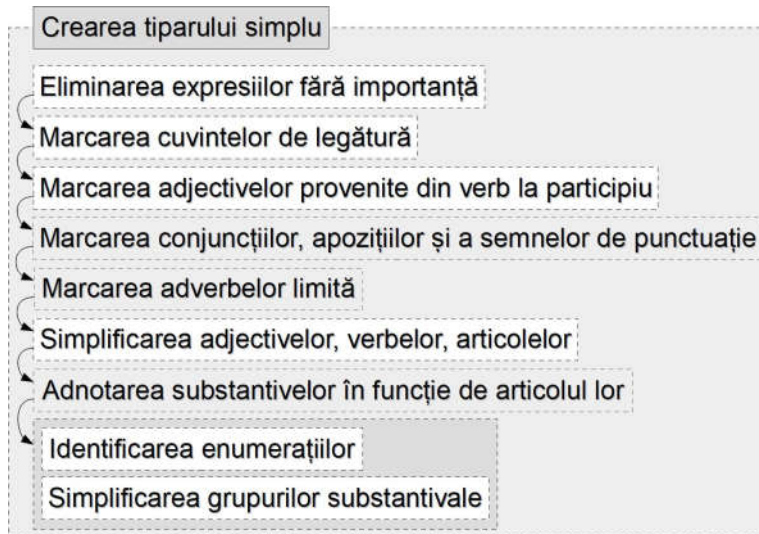 Crearea tiparului simplu
Eliminarea expresiilor fără importanță
Marcarea cuvintelor de legătură
Marcarea adjectivelor provenite din verb la participiu
Marcarea conjuncțiilor, apozițiilor și a semnelor de punctuație
Marcarea adverbelor limită
Simplificarea adjectivelor, verbelor, articolelor
Adnotarea substantivelor în funcție de articolul lor
Identificarea enumerațiilor
Simplificarea grupurilor substantivale